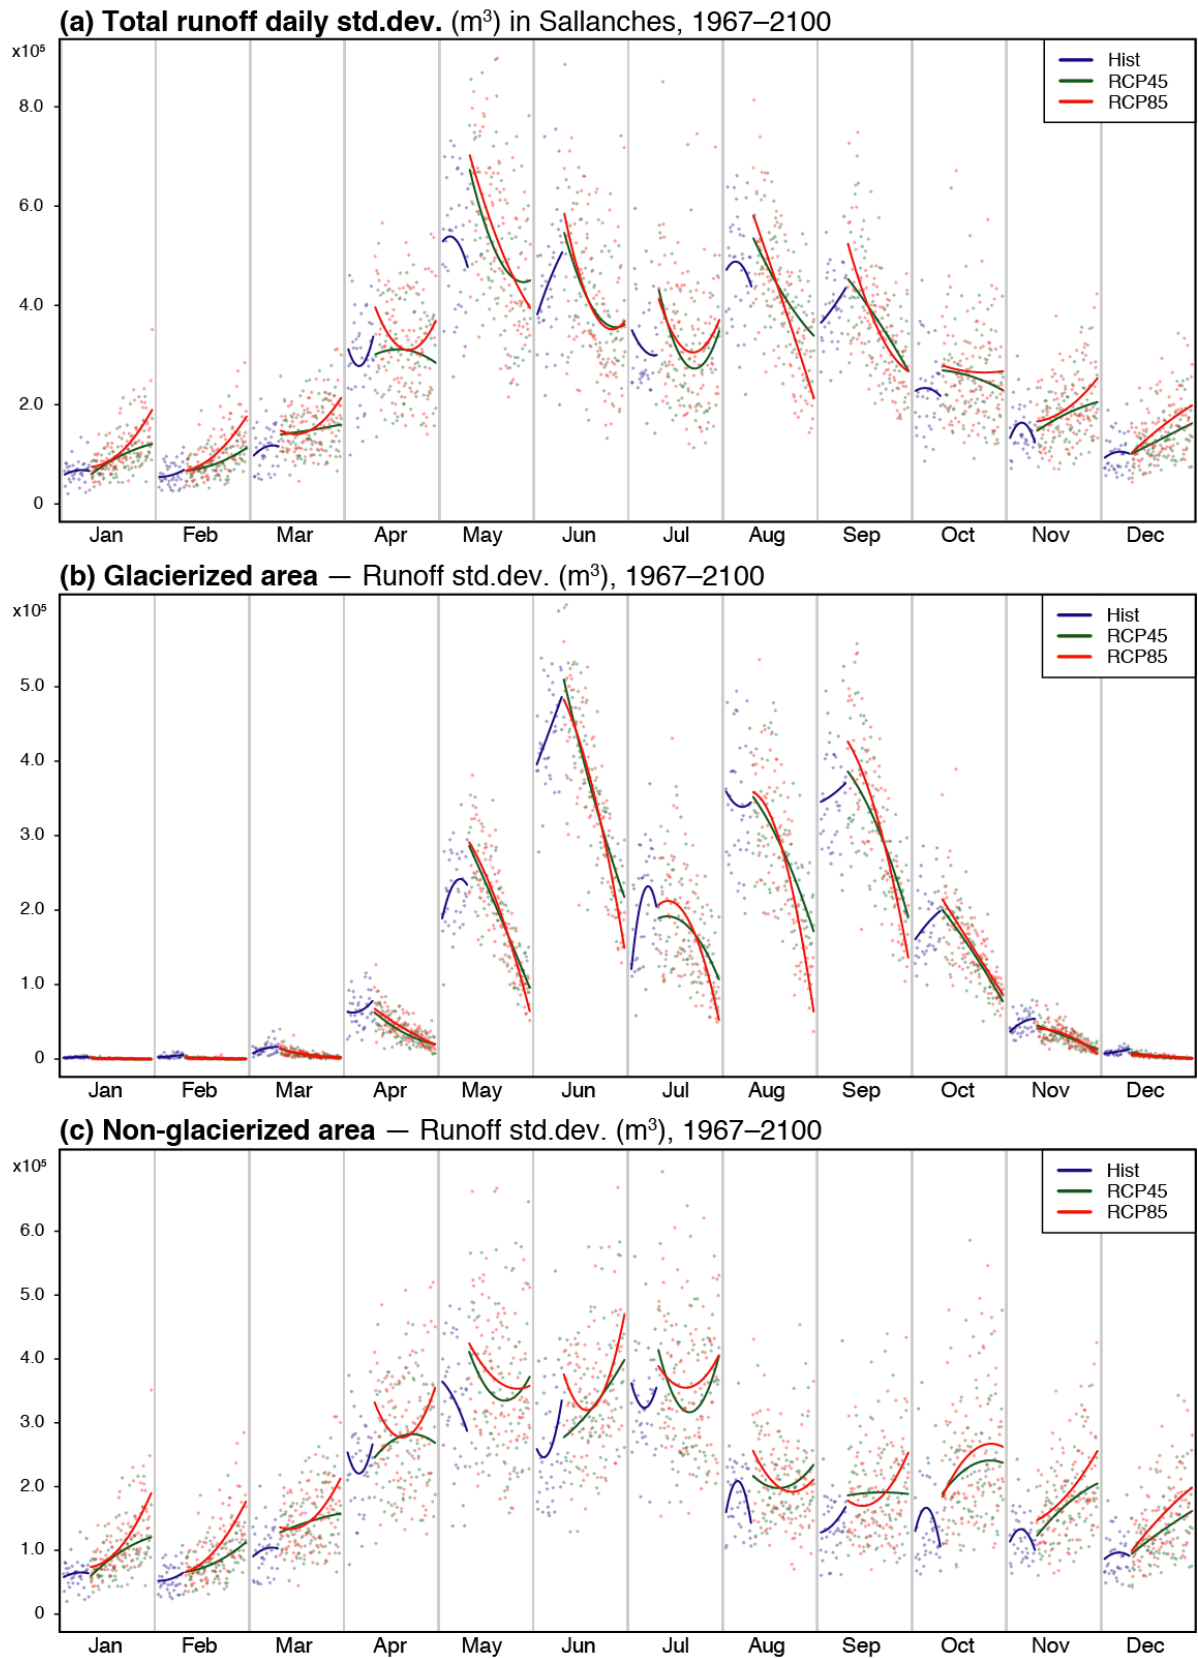 (a) Total runoff daily std.dev. (m³) in Sallanches, 1967–2100
x10⁵
Hist
RCP45
RCP85
8.0
6.0
4.0
2.0
0
Jan Feb Mar Apr May Jun Jul Aug Sep Oct Nov Dec
(b) Glacierized area — Runoff std.dev. (m³), 1967–2100
x10⁵
Hist
RCP45
RCP85
5.0
4.0
3.0
2.0
1.0
0
Jan Feb Mar Apr May Jun Jul Aug Sep Oct Nov Dec
(c) Non-glacierized area — Runoff std.dev. (m³), 1967–2100
x10⁵
Hist
RCP45
RCP85
6.0
5.0
4.0
3.0
2.0
1.0
0
Jan Feb Mar Apr May Jun Jul Aug Sep Oct Nov Dec